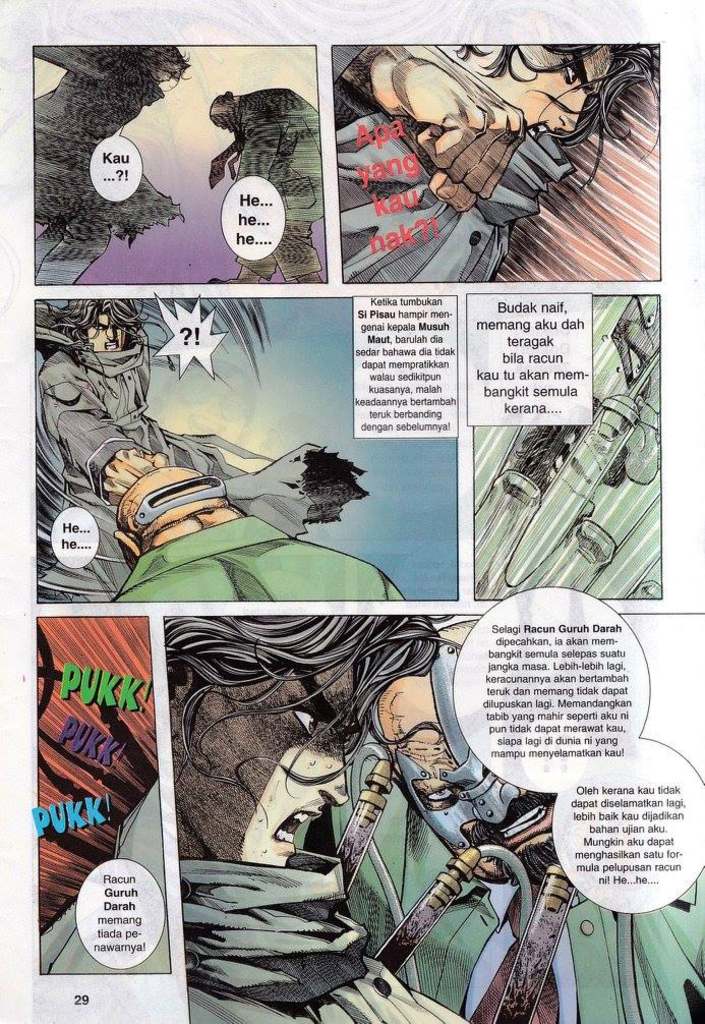 Kau
...?!
He...
he...
he....
Apa
yang
kau
nak?!
?!
He...
he....
Ketika tumbukan
Si Pisau hampir men-
genai kepala Musuh
Maut, barulah dia
sedar bahawa dia tidak
dapat mempratikkan
walau sedikitpun
kuasanya, malah
keadaannya bertambah
teruk berbanding
dengan sebelumnya!
Budak naif,
memang aku dah
teragak
bila racun
kau tu akan mem-
bangkit semula
kerana....
PUKK!
PUKK!
PUKK!
Racun
Guruh
Darah
memang
tiada pe-
nawarnya!
Selagi Racun Guruh Darah
dipecahkan, ia akan mem-
bangkit semula selepas suatu
jangka masa. Lebih-lebih lagi,
keracunannya akan bertambah
teruk dan memang tidak dapat
dilupuskan lagi. Memandangkan
tabib yang mahir seperti aku ni
pun tidak dapat merawat kau,
siapa lagi di dunia ni yang
mampu menyelamatkan kau!
Oleh kerana kau tidak
dapat diselamatkan lagi,
lebih baik kau dijadikan
bahan ujian aku.
Mungkin aku dapat
menghasilkan satu for-
mula pelupusan racun
ni! He...he....
29